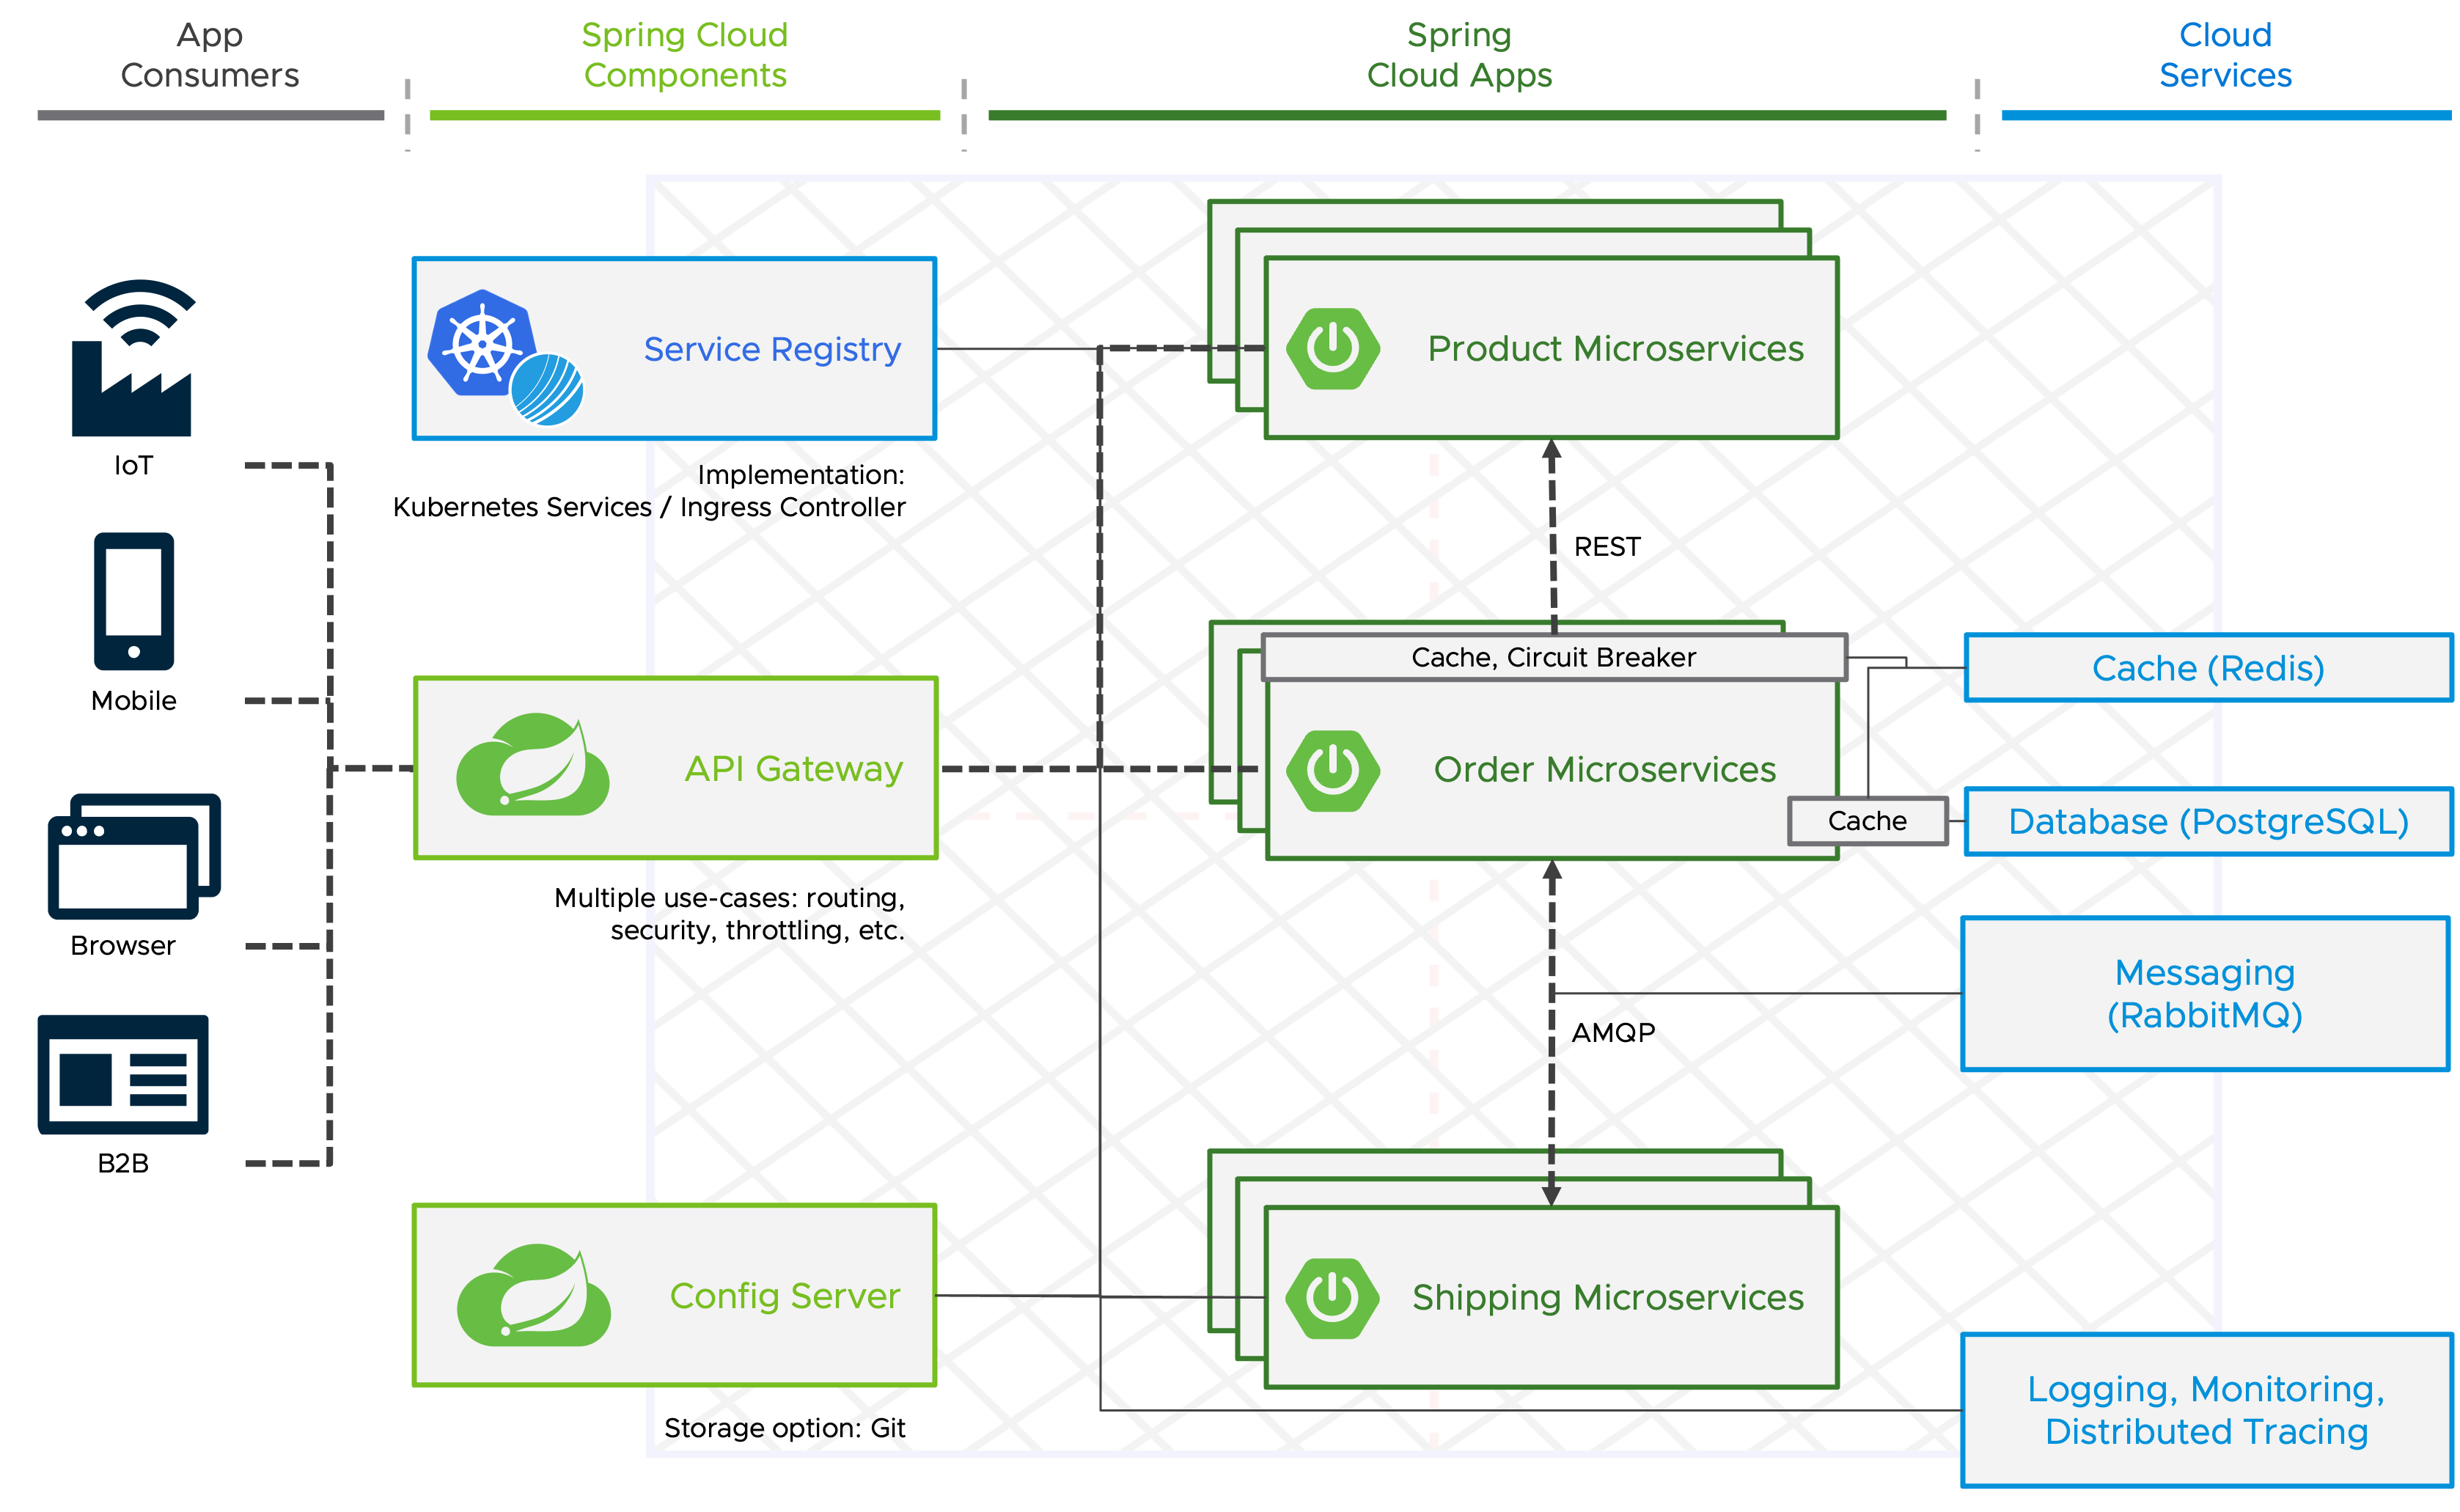 App
Consumers
Spring Cloud
Components
Spring
Cloud Apps
Cloud
Services
IoT
Mobile
Browser
B2B
Service Registry
Implementation:
Kubernetes Services / Ingress Controller
API Gateway
Multiple use-cases: routing,
security, throttling, etc.
Config Server
Storage option: Git
Product Microservices
REST
Cache, Circuit Breaker
Order Microservices
Cache
AMQP
Shipping Microservices
Cache (Redis)
Database (PostgreSQL)
Messaging
(RabbitMQ)
Logging, Monitoring,
Distributed Tracing